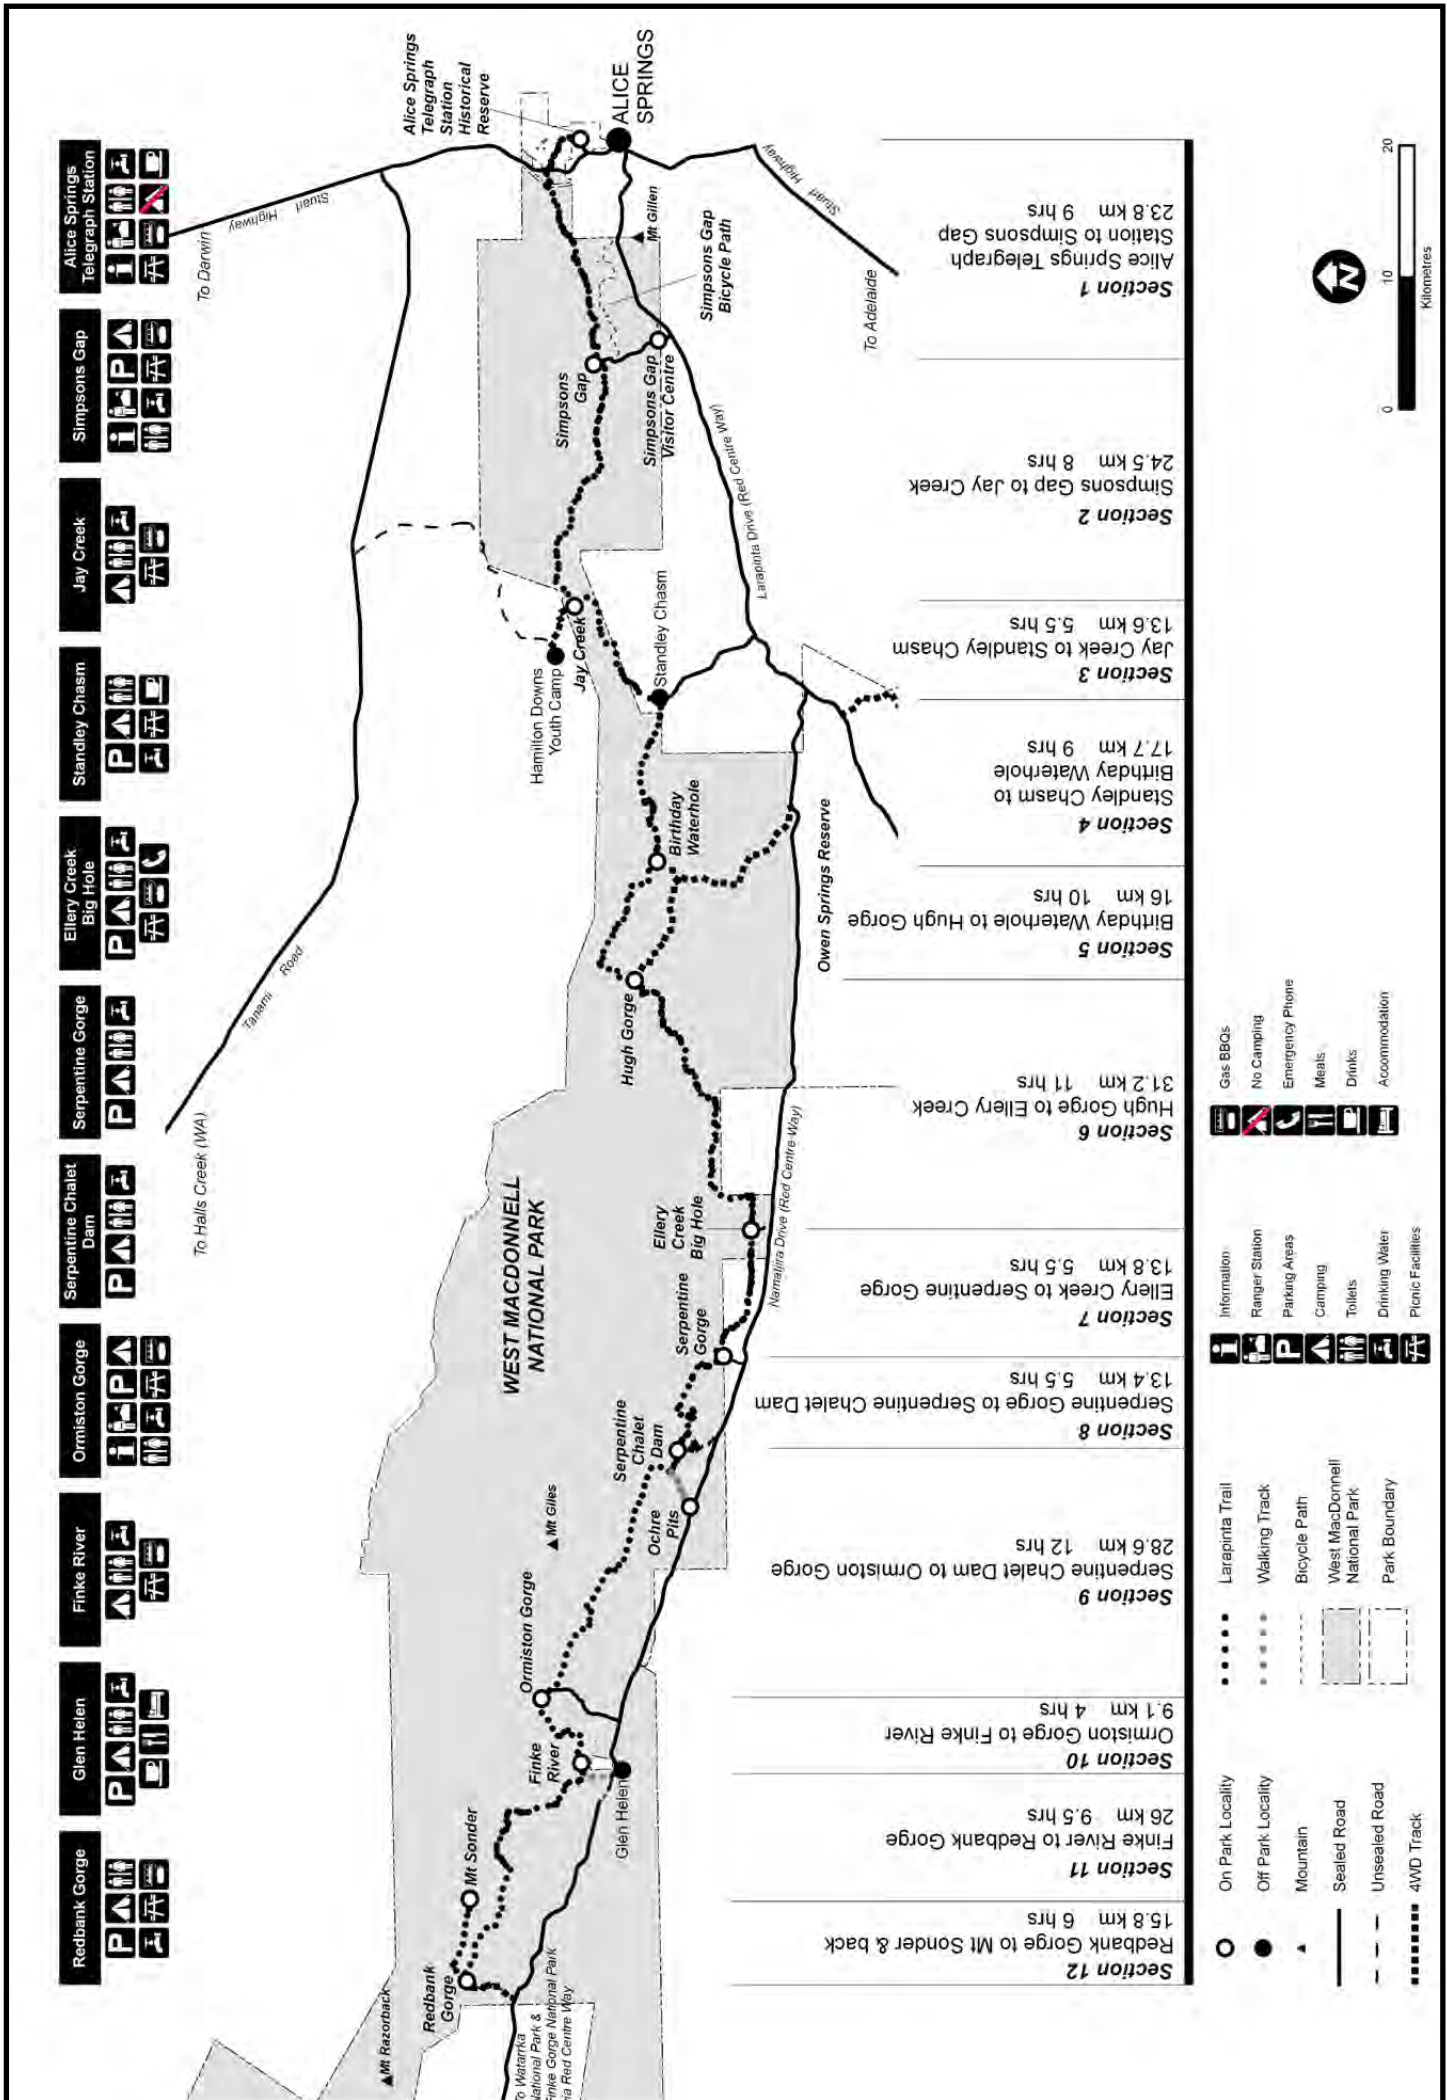 Redbank Gorge
Glen Helen
Finke River
Ormiston Gorge
Serpentine Chalet
Dam
Serpentine Gorge
Ellery Creek
Big Hole
Standley Chasm
Jay Creek
Simpsons Gap
Alice Springs
Telegraph Station
To Halls Creek (WA)
Tanami Road
To Darwin
Stuart Highway
Alice Springs
Telegraph
Station
Historical
Reserve
ALICE
SPRINGS
Mt Gillen
Simpsons Gap
Bicycle Path
Stuart Highway
To Adelaide
Simpsons
Gap
Simpsons Gap
Visitor Centre
Larapinta Drive (Red Centre Way)
Hamilton Downs
Youth Camp
Jay Creek
Standley Chasm
Birthday
Waterhole
Owen Springs Reserve
Hugh Gorge
WEST MACDONNELL
NATIONAL PARK
Ellery
Creek
Big Hole
Namatjira Drive (Red Centre Way)
Serpentine
Gorge
Serpentine
Chalet
Dam
Ochre
Pits
Mt Giles
Ormiston Gorge
Finke
River
Glen Helen
Mt Sonder
Redbank
Gorge
Mt Razorback
To Watarrka
National Park &
Finke Gorge National Park
via Red Centre Way
Section 1
Alice Springs Telegraph
Station to Simpsons Gap
23.8 km 9 hrs
Section 2
Simpsons Gap to Jay Creek
24.5 km 8 hrs
Section 3
Jay Creek to Standley Chasm
13.6 km 5.5 hrs
Section 4
Standley Chasm to
Birthday Waterhole
17.7 km 9 hrs
Section 5
Birthday Waterhole to Hugh Gorge
16 km 10 hrs
Section 6
Hugh Gorge to Ellery Creek
31.2 km 11 hrs
Section 7
Ellery Creek to Serpentine Gorge
13.8 km 5.5 hrs
Section 8
Serpentine Gorge to Serpentine Chalet Dam
13.4 km 5.5 hrs
Section 9
Serpentine Chalet Dam to Ormiston Gorge
28.6 km 12 hrs
Section 10
Ormiston Gorge to Finke River
9.1 km 4 hrs
Section 11
Finke River to Redbank Gorge
26 km 9.5 hrs
Section 12
Redbank Gorge to Mt Sonder & back
15.8 km 6 hrs
On Park Locality
Off Park Locality
Mountain
Sealed Road
Unsealed Road
4WD Track
Larapinta Trail
Walking Track
Bicycle Path
West MacDonnell
National Park
Park Boundary
Information
Ranger Station
Parking Areas
Camping
Toilets
Drinking Water
Picnic Facilities
Gas BBQs
No Camping
Emergency Phone
Meals
Drinks
Accommodation
N
0 10 20
Kilometres